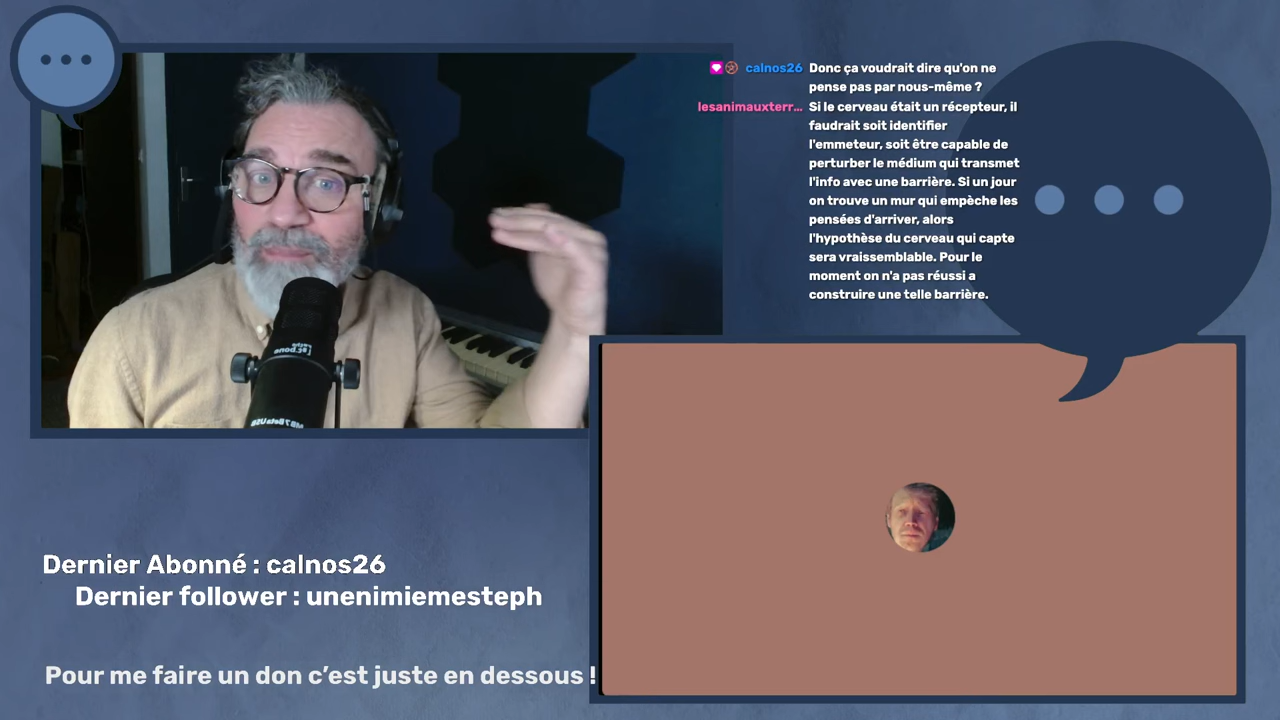 calnos26 Donc ça voudrait dire qu'on ne
pense pas par nous-même ?
lesanimauxterr... Si le cerveau était un récepteur, il
faudrait soit identifier
l'emmeteur, soit être capable de
perturber le médium qui transmet
l'info avec une barrière. Si un jour
on trouve un mur qui empèche les
pensées d'arriver, alors
l'hypothèse du cerveau qui capte
sera vraissemblable. Pour le
moment on n'a pas réussi a
construire une telle barrière.
Dernier Abonné : calnos26
Dernier follower : unenimiemesteph
Pour me faire un don c’est juste en dessous !